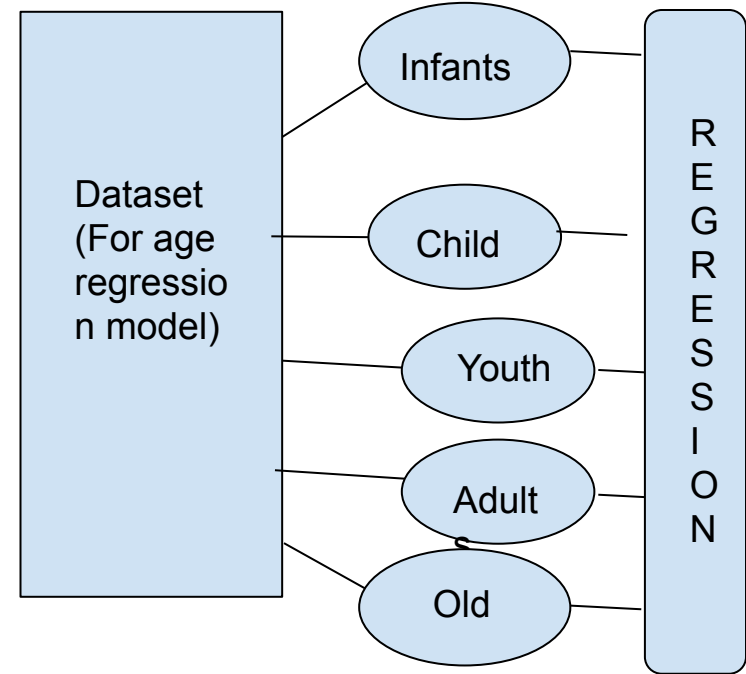 Dataset
(For age
regressio
n model)
Infants
Child
Youth
Adult
s
Old
R
E
G
R
E
S
S
I
O
N